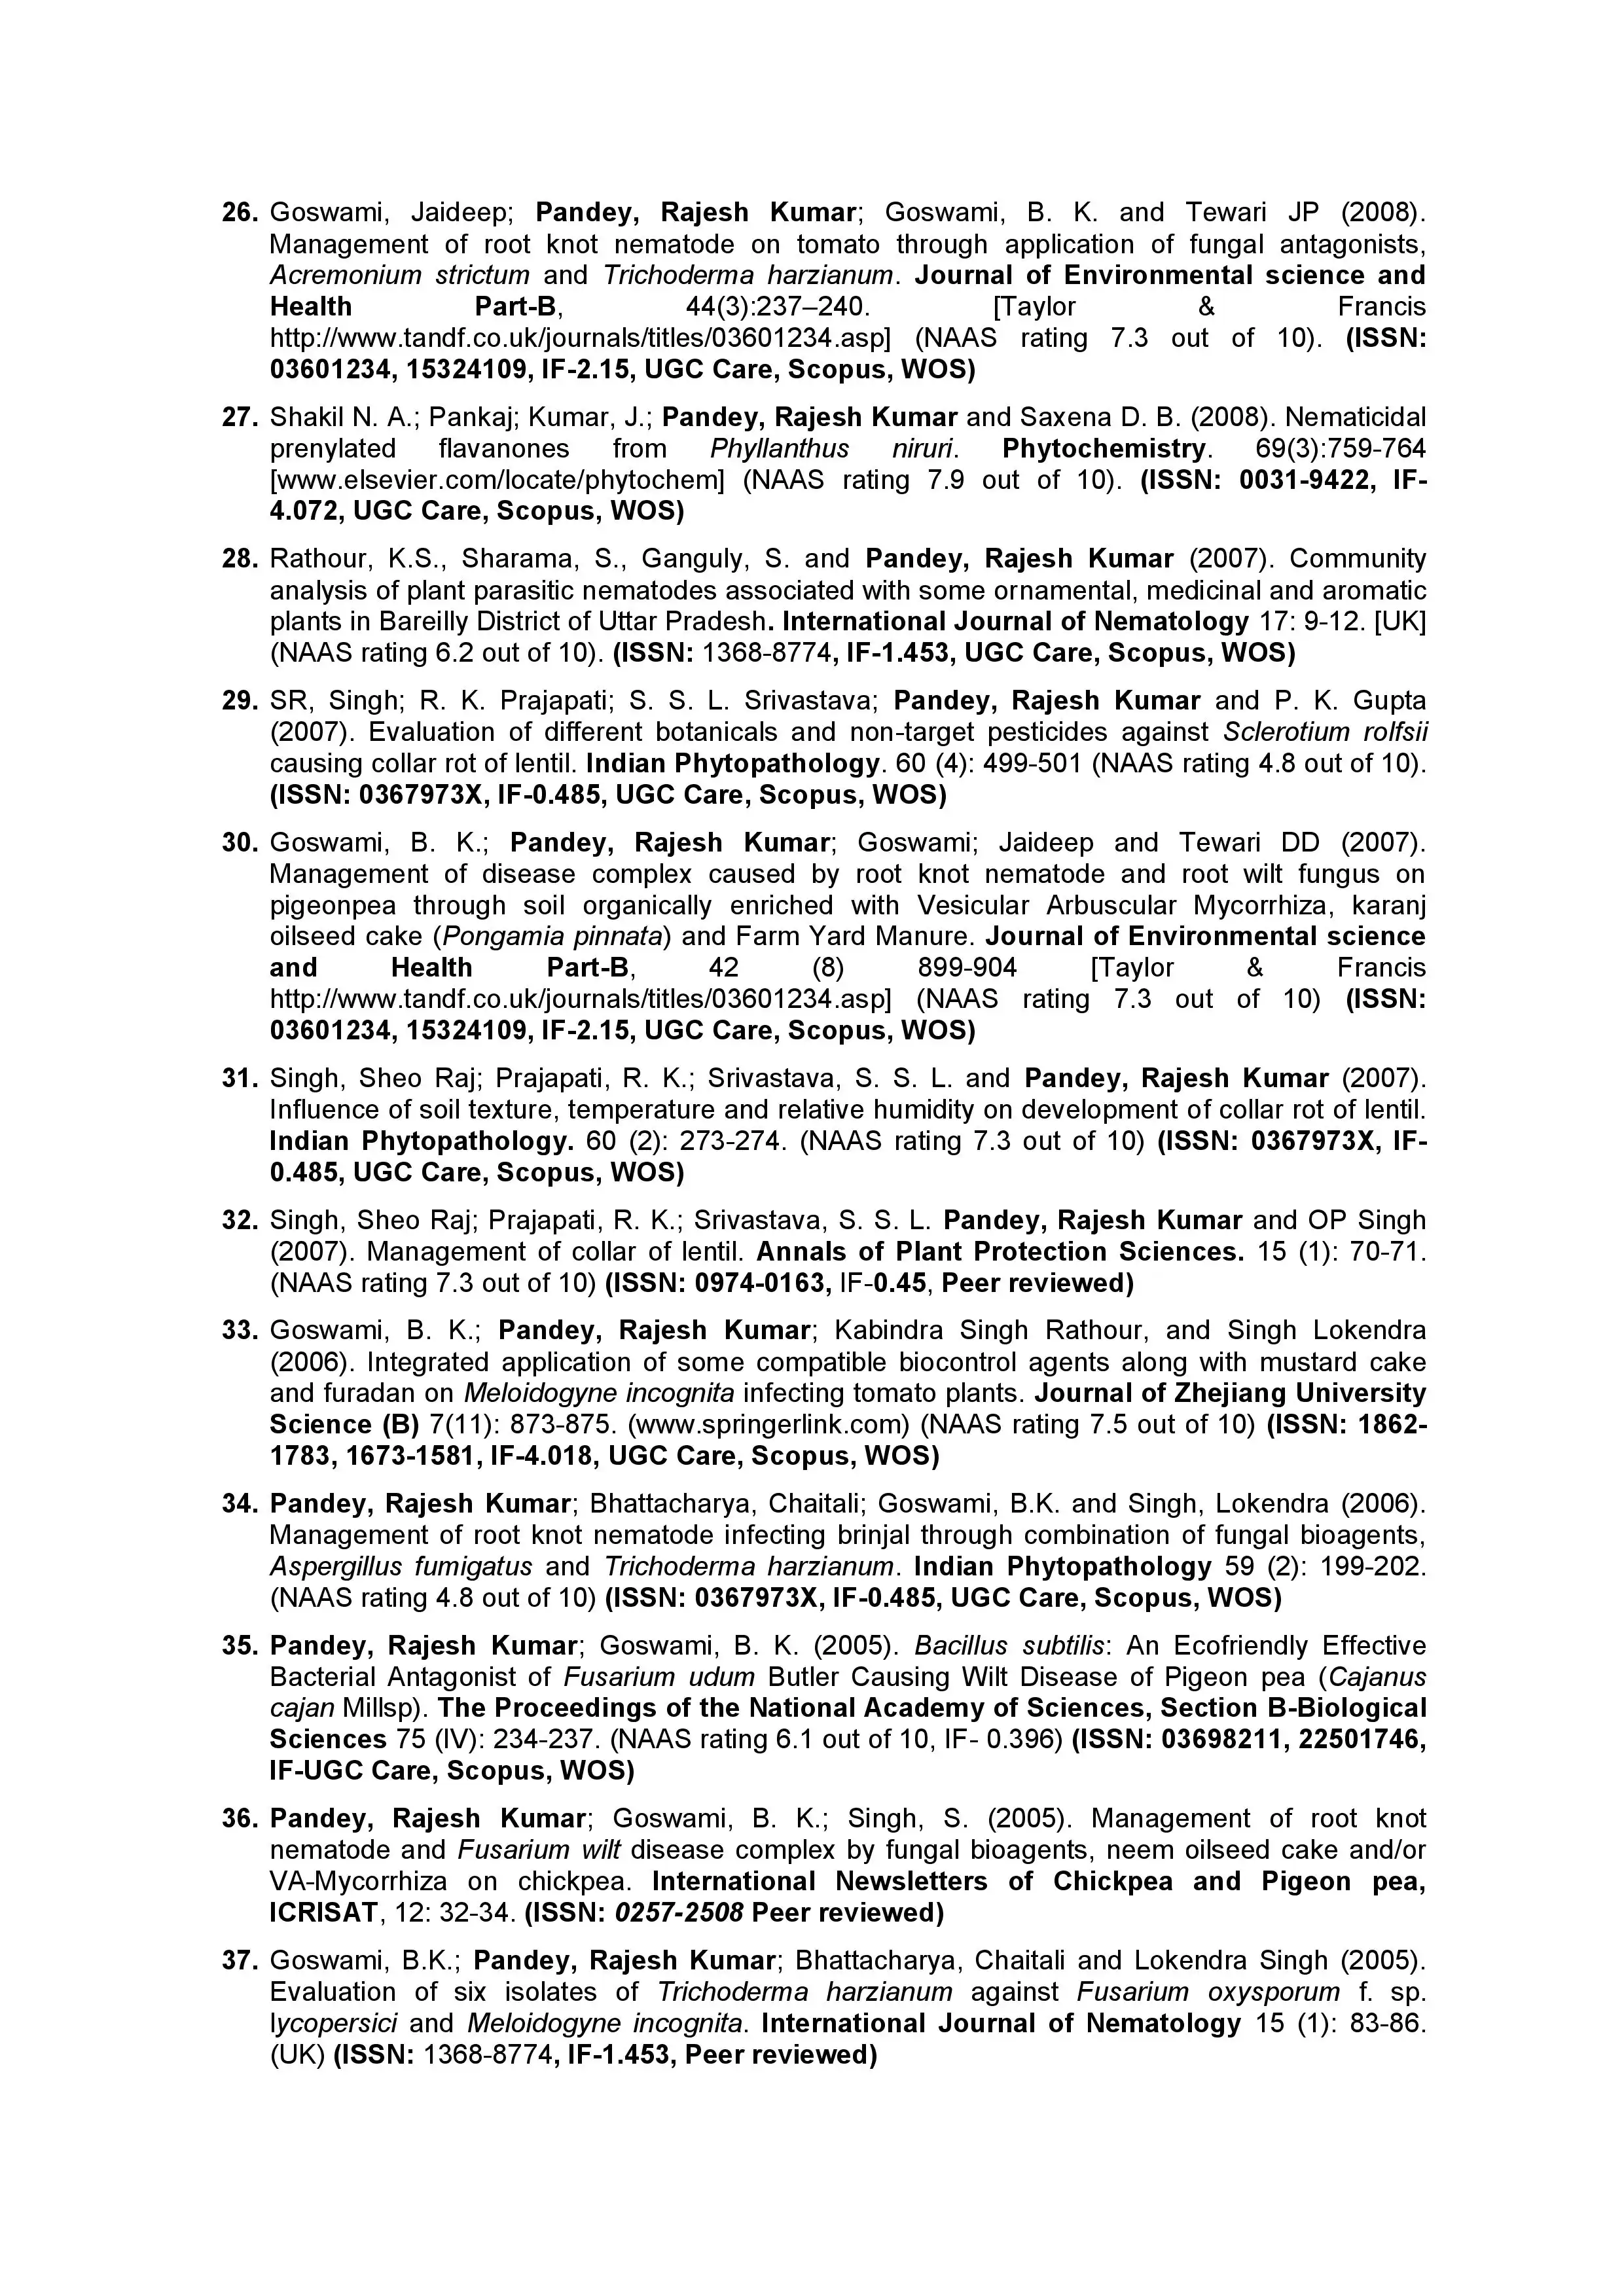 26. Goswami, Jaideep; Pandey, Rajesh Kumar; Goswami, B. K. and Tewari JP (2008).
Management of root knot nematode on tomato through application of fungal antagonists,
Acremonium strictum and Trichoderma harzianum. Journal of Environmental science and
Health Part-B, 44(3):237–240. [Taylor & Francis
http://www.tandf.co.uk/journals/titles/03601234.asp] (NAAS rating 7.3 out of 10). (ISSN:
03601234, 15324109, IF-2.15, UGC Care, Scopus, WOS)
27. Shakil N. A.; Pankaj; Kumar, J.; Pandey, Rajesh Kumar and Saxena D. B. (2008). Nematicidal
prenylated flavanones from Phyllanthus niruri. Phytochemistry. 69(3):759-764
[www.elsevier.com/locate/phytochem] (NAAS rating 7.9 out of 10). (ISSN: 0031-9422, IF-
4.072, UGC Care, Scopus, WOS)
28. Rathour, K.S., Sharama, S., Ganguly, S. and Pandey, Rajesh Kumar (2007). Community
analysis of plant parasitic nematodes associated with some ornamental, medicinal and aromatic
plants in Bareilly District of Uttar Pradesh. International Journal of Nematology 17: 9-12. [UK]
(NAAS rating 6.2 out of 10). (ISSN: 1368-8774, IF-1.453, UGC Care, Scopus, WOS)
29. SR, Singh; R. K. Prajapati; S. S. L. Srivastava; Pandey, Rajesh Kumar and P. K. Gupta
(2007). Evaluation of different botanicals and non-target pesticides against Sclerotium rolfsii
causing collar rot of lentil. Indian Phytopathology. 60 (4): 499-501 (NAAS rating 4.8 out of 10).
(ISSN: 0367973X, IF-0.485, UGC Care, Scopus, WOS)
30. Goswami, B. K.; Pandey, Rajesh Kumar; Goswami; Jaideep and Tewari DD (2007).
Management of disease complex caused by root knot nematode and root wilt fungus on
pigeonpea through soil organically enriched with Vesicular Arbuscular Mycorrhiza, karanj
oilseed cake (Pongamia pinnata) and Farm Yard Manure. Journal of Environmental science
and Health Part-B, 42 (8) 899-904 [Taylor & Francis
http://www.tandf.co.uk/journals/titles/03601234.asp] (NAAS rating 7.3 out of 10) (ISSN:
03601234, 15324109, IF-2.15, UGC Care, Scopus, WOS)
31. Singh, Sheo Raj; Prajapati, R. K.; Srivastava, S. S. L. and Pandey, Rajesh Kumar (2007).
Influence of soil texture, temperature and relative humidity on development of collar rot of lentil.
Indian Phytopathology. 60 (2): 273-274. (NAAS rating 7.3 out of 10) (ISSN: 0367973X, IF-
0.485, UGC Care, Scopus, WOS)
32. Singh, Sheo Raj; Prajapati, R. K.; Srivastava, S. S. L. Pandey, Rajesh Kumar and OP Singh
(2007). Management of collar of lentil. Annals of Plant Protection Sciences. 15 (1): 70-71.
(NAAS rating 7.3 out of 10) (ISSN: 0974-0163, IF-0.45, Peer reviewed)
33. Goswami, B. K.; Pandey, Rajesh Kumar; Kabindra Singh Rathour, and Singh Lokendra
(2006). Integrated application of some compatible biocontrol agents along with mustard cake
and furadan on Meloidogyne incognita infecting tomato plants. Journal of Zhejiang University
Science (B) 7(11): 873-875. (www.springerlink.com) (NAAS rating 7.5 out of 10) (ISSN: 1862-
1783, 1673-1581, IF-4.018, UGC Care, Scopus, WOS)
34. Pandey, Rajesh Kumar; Bhattacharya, Chaitali; Goswami, B.K. and Singh, Lokendra (2006).
Management of root knot nematode infecting brinjal through combination of fungal bioagents,
Aspergillus fumigatus and Trichoderma harzianum. Indian Phytopathology 59 (2): 199-202.
(NAAS rating 4.8 out of 10) (ISSN: 0367973X, IF-0.485, UGC Care, Scopus, WOS)
35. Pandey, Rajesh Kumar; Goswami, B. K. (2005). Bacillus subtilis: An Ecofriendly Effective
Bacterial Antagonist of Fusarium udum Butler Causing Wilt Disease of Pigeon pea (Cajanus
cajan Millsp). The Proceedings of the National Academy of Sciences, Section B-Biological
Sciences 75 (IV): 234-237. (NAAS rating 6.1 out of 10, IF- 0.396) (ISSN: 03698211, 22501746,
IF-UGC Care, Scopus, WOS)
36. Pandey, Rajesh Kumar; Goswami, B. K.; Singh, S. (2005). Management of root knot
nematode and Fusarium wilt disease complex by fungal bioagents, neem oilseed cake and/or
VA-Mycorrhiza on chickpea. International Newsletters of Chickpea and Pigeon pea,
ICRISAT, 12: 32-34. (ISSN: 0257-2508 Peer reviewed)
37. Goswami, B.K.; Pandey, Rajesh Kumar; Bhattacharya, Chaitali and Lokendra Singh (2005).
Evaluation of six isolates of Trichoderma harzianum against Fusarium oxysporum f. sp.
lycopersici and Meloidogyne incognita. International Journal of Nematology 15 (1): 83-86.
(UK) (ISSN: 1368-8774, IF-1.453, Peer reviewed)